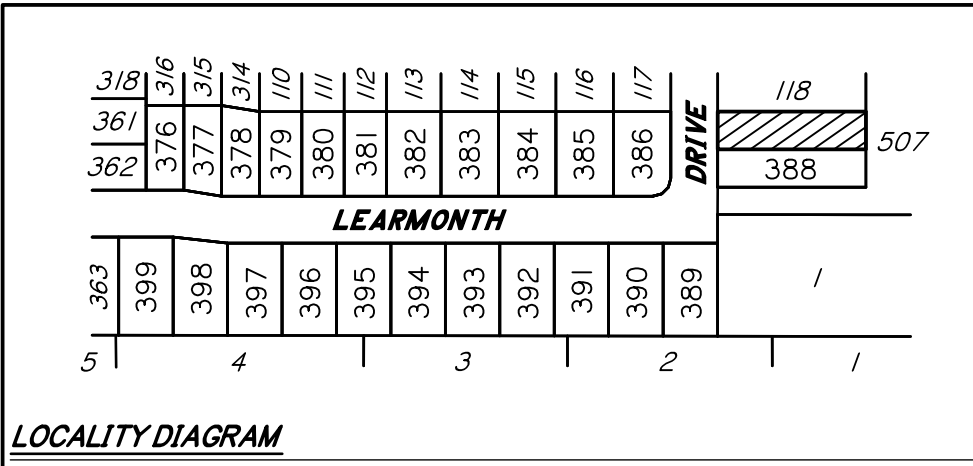 318 316 315 314 110 111 112 113 114 115 116 117 118
361 376 377 378 379 380 381 382 383 384 385 386 DRIVE 507
362 388
LEARMONTH
363 399 398 397 396 395 394 393 392 391 390 389 1
5 4 3 2 1
LOCALITY DIAGRAM